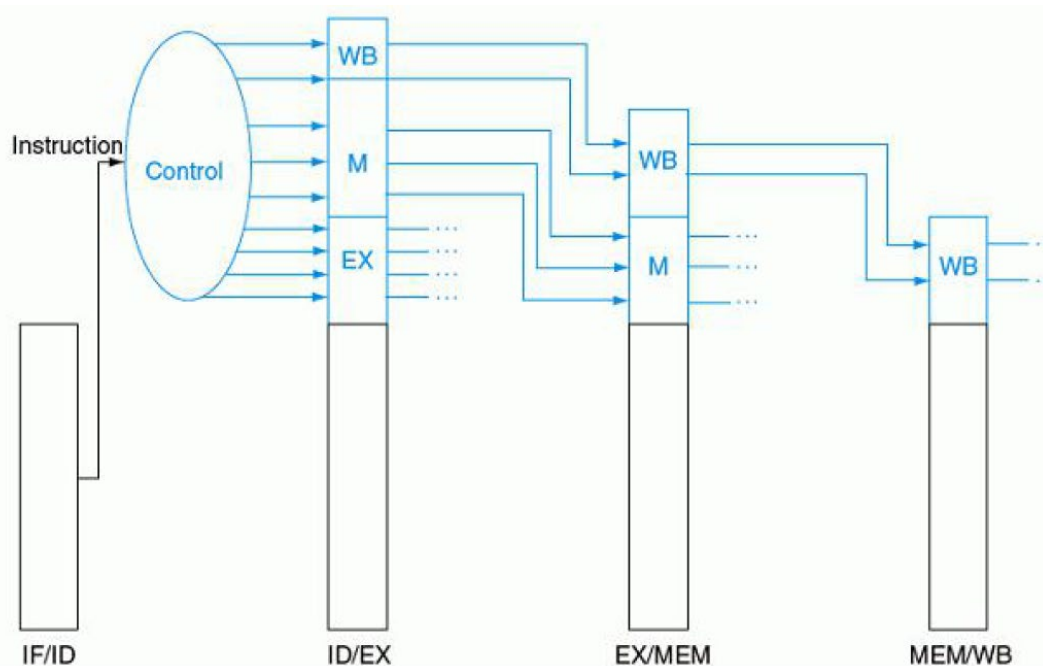 WB
Instruction
Control
M
WB
EX
M
WB
IF/ID
ID/EX
EX/MEM
MEM/WB